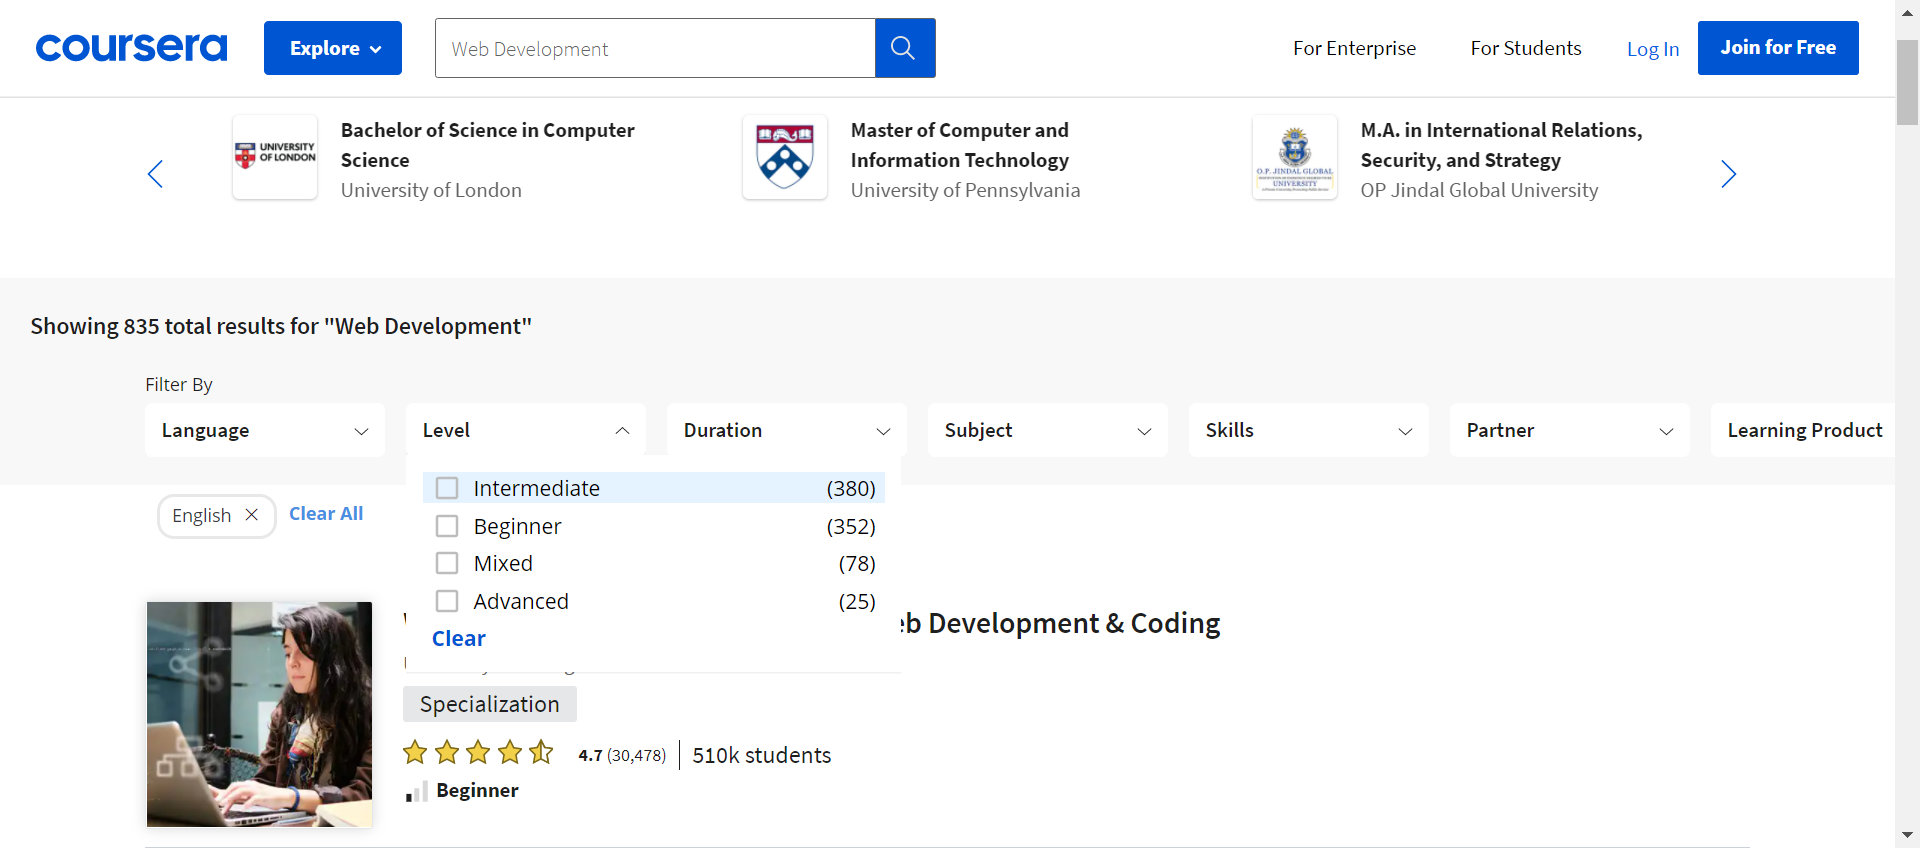 coursera
Explore
Web Development
For Enterprise
For Students
Log In
Join for Free
UNIVERSITY
OF LONDON
Bachelor of Science in Computer
Science
University of London
Master of Computer and
Information Technology
University of Pennsylvania
O.P. JINDAL GLOBAL
UNIVERSITY
M.A. in International Relations,
Security, and Strategy
OP Jindal Global University
Showing 835 total results for "Web Development"
Filter By
Language
Level
Duration
Subject
Skills
Partner
Learning Product
Intermediate (380)
Beginner (352)
Mixed (78)
Advanced (25)
Clear
English
Clear All
eb Development & Coding
Specialization
4.7 (30,478)
510k students
Beginner